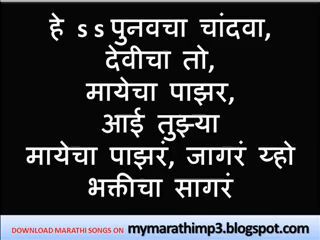 हे s s पुनवचा चांदवा,
देवीचा तो,
मायेचा पाझर,
आई तुझ्या
मायेचा पाझरं, जागरं य्हो
भक्तीचा सागरं
DOWNLOAD MARATHI SONGS ON mymarathimp3.blogspot.com